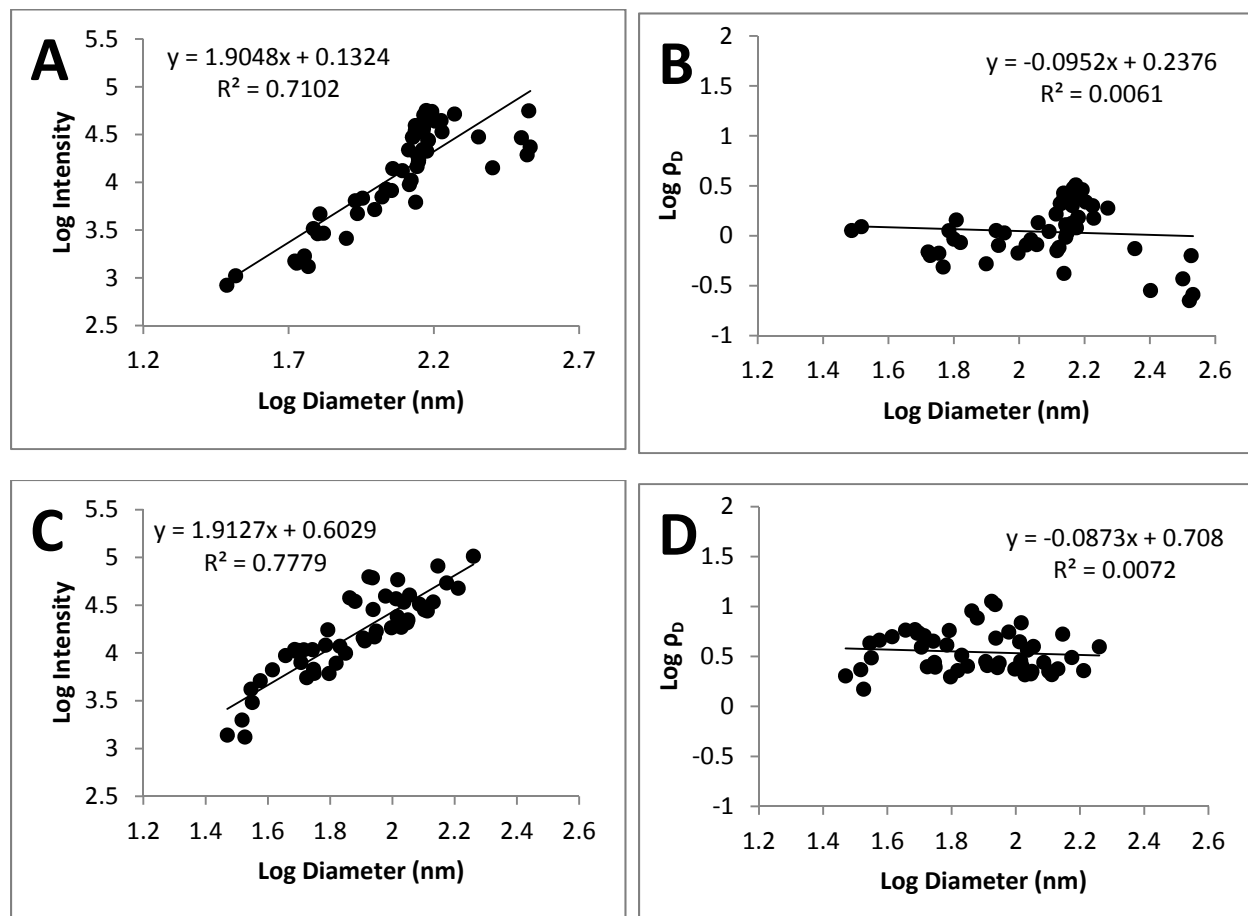 A
y = 1.9048x + 0.1324
R² = 0.7102
5.5
5
4.5
4
3.5
3
2.5
1.2 1.7 2.2 2.7
Log Intensity
Log Diameter (nm)
B
y = -0.0952x + 0.2376
R² = 0.0061
2
1.5
1
0.5
0
-0.5
-1
1.2 1.4 1.6 1.8 2 2.2 2.4 2.6
Log ρD
Log Diameter (nm)
C
y = 1.9127x + 0.6029
R² = 0.7779
5.5
5
4.5
4
3.5
3
2.5
1.2 1.4 1.6 1.8 2 2.2 2.4 2.6
Log Intensity
Log Diameter (nm)
D
y = -0.0873x + 0.708
R² = 0.0072
2
1.5
1
0.5
0
-0.5
-1
1.2 1.4 1.6 1.8 2 2.2 2.4 2.6
Log ρD
Log Diameter (nm)